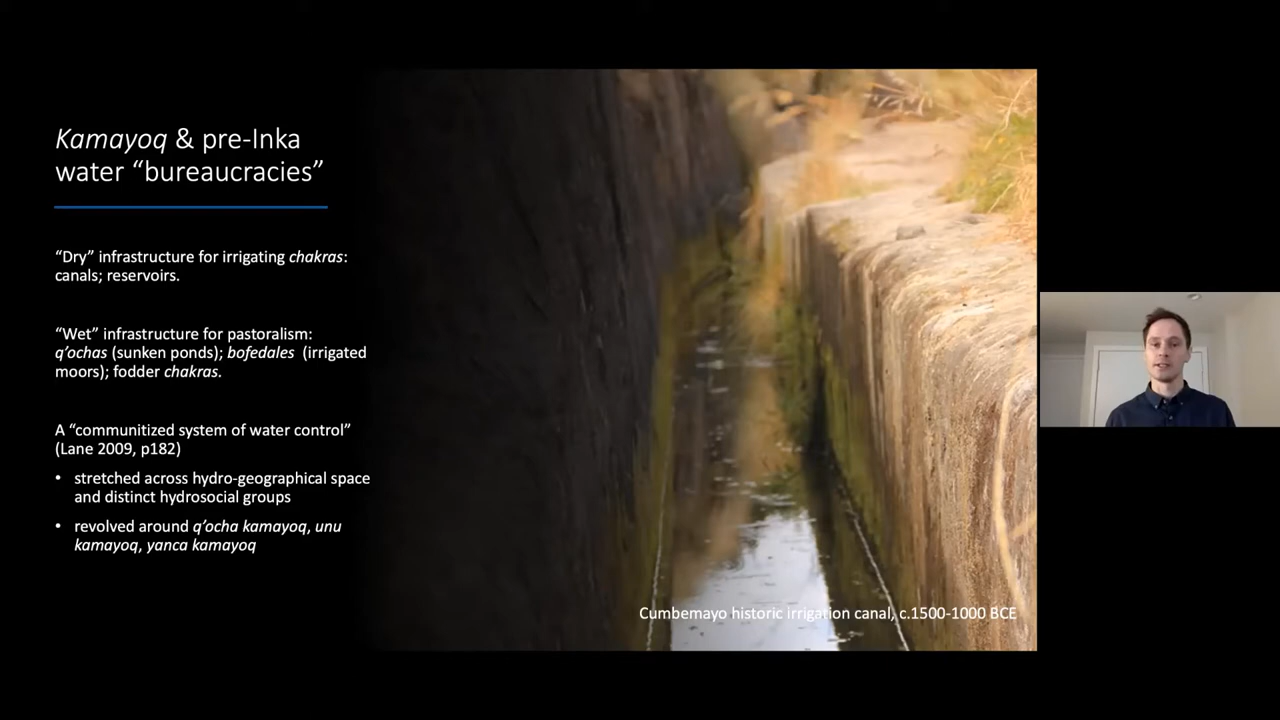 Kamayoq & pre-Inka
water “bureaucracies”
“Dry” infrastructure for irrigating chakras:
canals; reservoirs.
“Wet” infrastructure for pastoralism:
q’ochas (sunken ponds); bofedales (irrigated
moors); fodder chakras.
A “communitized system of water control”
(Lane 2009, p182)
• stretched across hydro-geographical space
and distinct hydrosocial groups
• revolved around q’ocha kamayoq, unu
kamayoq, yanca kamayoq
Cumbemayo historic irrigation canal, c.1500-1000 BCE